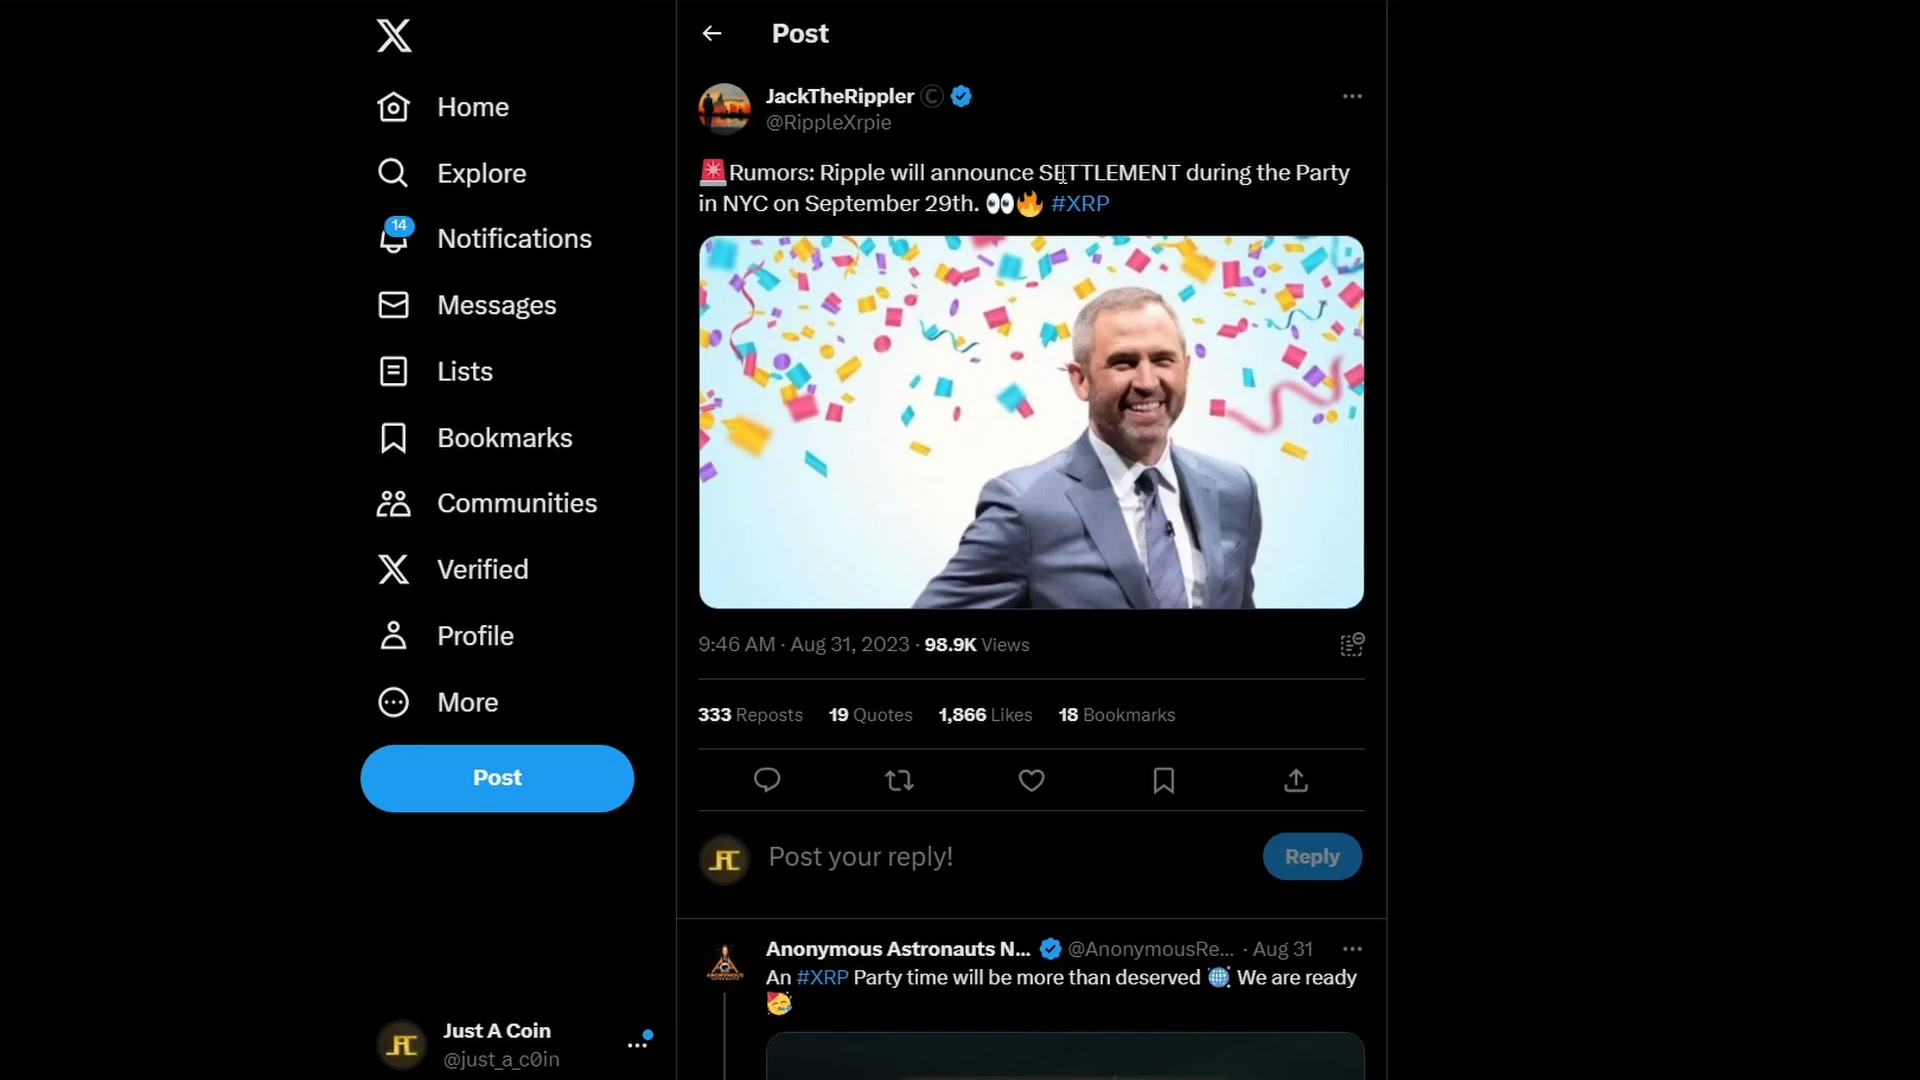 Post
JackTheRippler ©
@RippleXrpie
🚨Rumors: Ripple will announce SETTLEMENT during the Party
in NYC on September 29th. 👀🔥 #XRP
9:46 AM · Aug 31, 2023 · 98.9K Views
333 Reposts 19 Quotes 1,866 Likes 18 Bookmarks
Post your reply!
Reply
Anonymous Astronauts N... @AnonymousRe... · Aug 31
An #XRP Party time will be more than deserved 🪩 We are ready
🥳
Home
Explore
14
Notifications
Messages
Lists
Bookmarks
Communities
Verified
Profile
More
Post
Just A Coin
@just_a_c0in